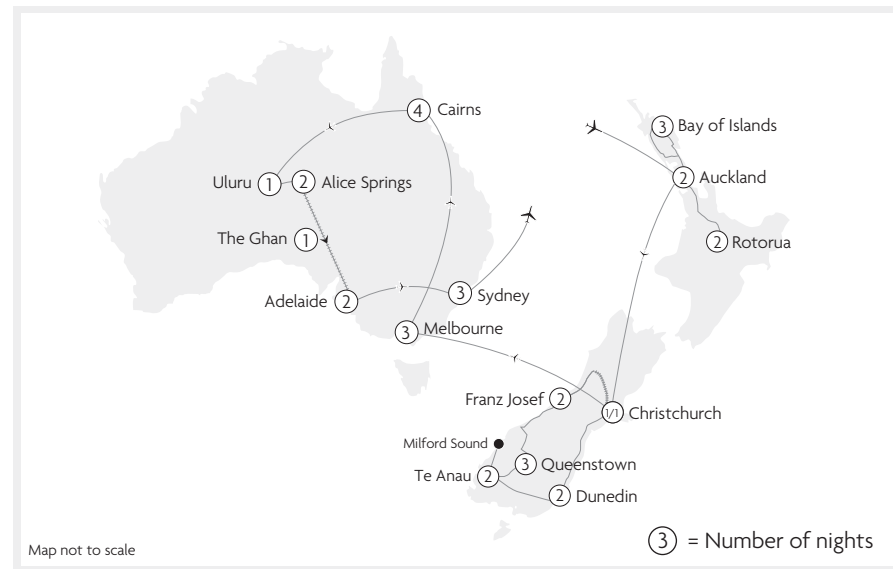 4 Cairns
3 Bay of Islands
Uluru 1
2 Alice Springs
2 Auckland
The Ghan 1
2 Rotorua
Adelaide 2
3 Sydney
3 Melbourne
Franz Josef 2
1/1 Christchurch
Milford Sound
3 Queenstown
Te Anau 2
2 Dunedin
3 = Number of nights
Map not to scale